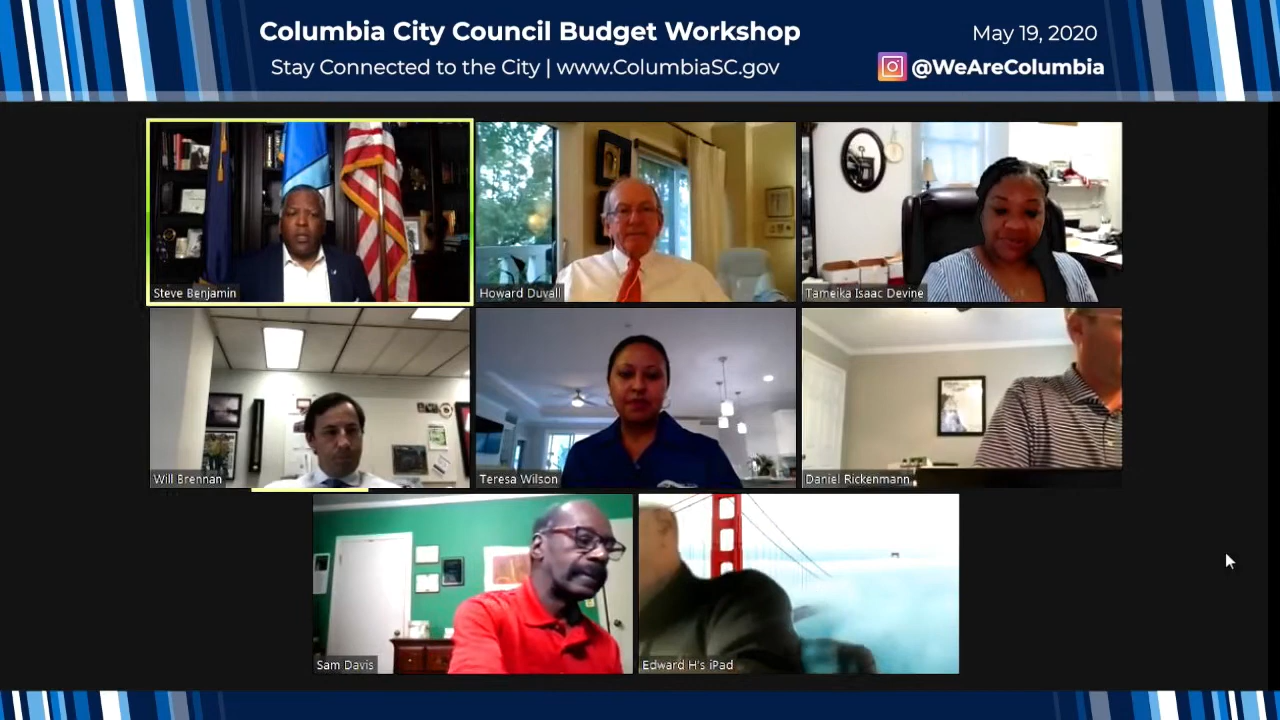 Columbia City Council Budget Workshop
May 19, 2020
Stay Connected to the City | www.ColumbiaSC.gov
@WeAreColumbia
Steve Benjamin
Howard Duvall
Tameika Isaac Devine
Will Brennan
Teresa Wilson
Daniel Rickenmann
Sam Davis
Edward H's iPad